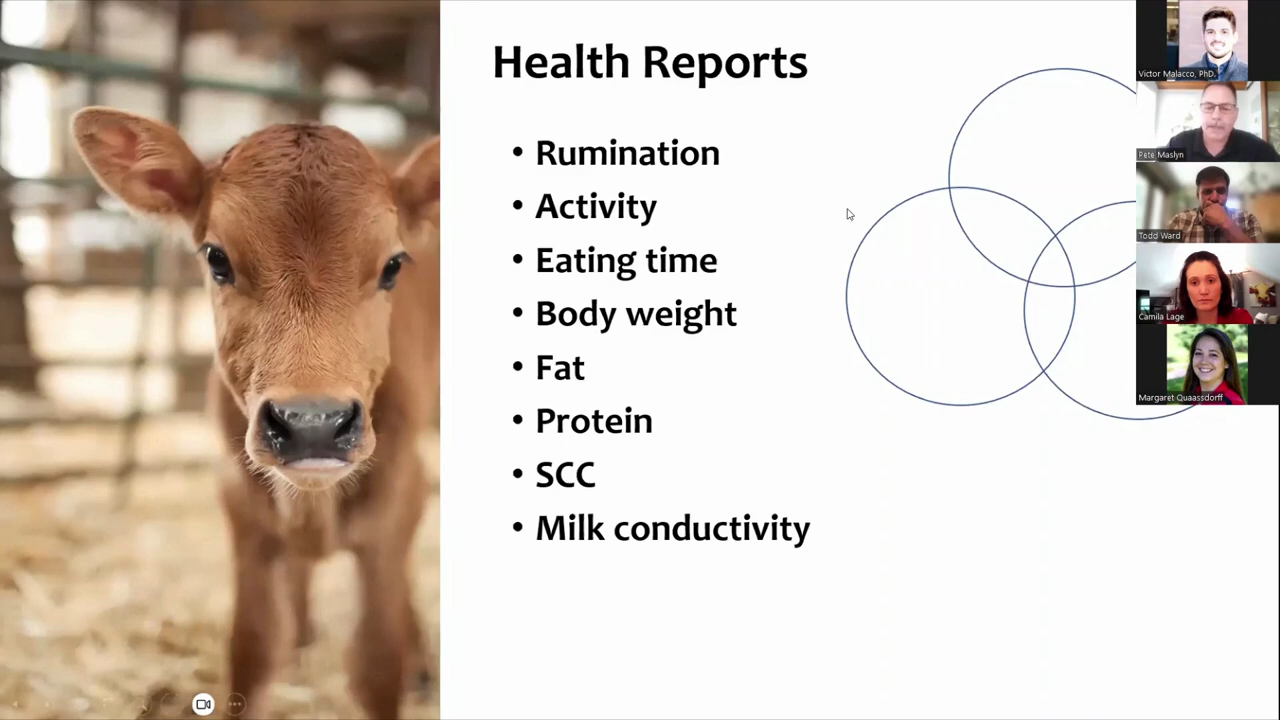 Health Reports
• Rumination
• Activity
• Eating time
• Body weight
• Fat
• Protein
• SCC
• Milk conductivity
Victor Malacco, PhD.
Pete Maslyn
Todd Ward
Camila Lage
Margaret Quaassdorff